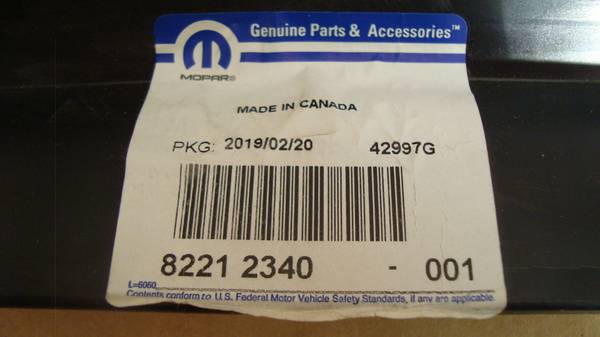 Genuine Parts & Accessories™
MOPAR®
MADE IN CANADA
PKG: 2019/02/20 42997G
8221 2340 - 001
L=6060
Contents conform to U.S. Federal Motor Vehicle Safety Standards, if any are applicable.